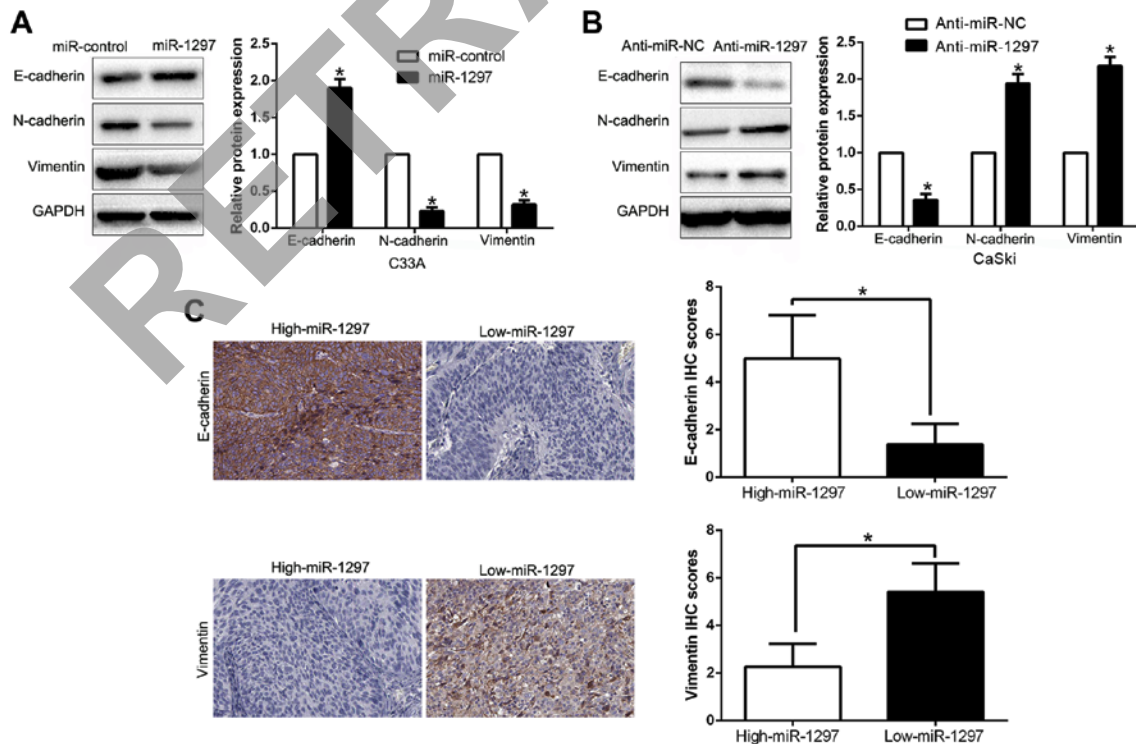 RETRA
A
miR-control miR-1297
E-cadherin
N-cadherin
Vimentin
GAPDH
Relative protein expression
2.5
2.0
1.5
1.0
0.5
0.0
miR-control
miR-1297
*
*
*
E-cadherin N-cadherin Vimentin
C33A
B
Anti-miR-NC Anti-miR-1297
E-cadherin
N-cadherin
Vimentin
GAPDH
Relative protein expression
2.5
2.0
1.5
1.0
0.5
0.0
Anti-miR-NC
Anti-miR-1297
*
*
*
E-cadherin N-cadherin Vimentin
CaSki
C
High-miR-1297 Low-miR-1297
E-cadherin
E-cadherin IHC scores
8
6
4
2
0
*
High-miR-1297 Low-miR-1297
High-miR-1297 Low-miR-1297
Vimentin
Vimentin IHC scores
8
6
4
2
0
*
High-miR-1297 Low-miR-1297